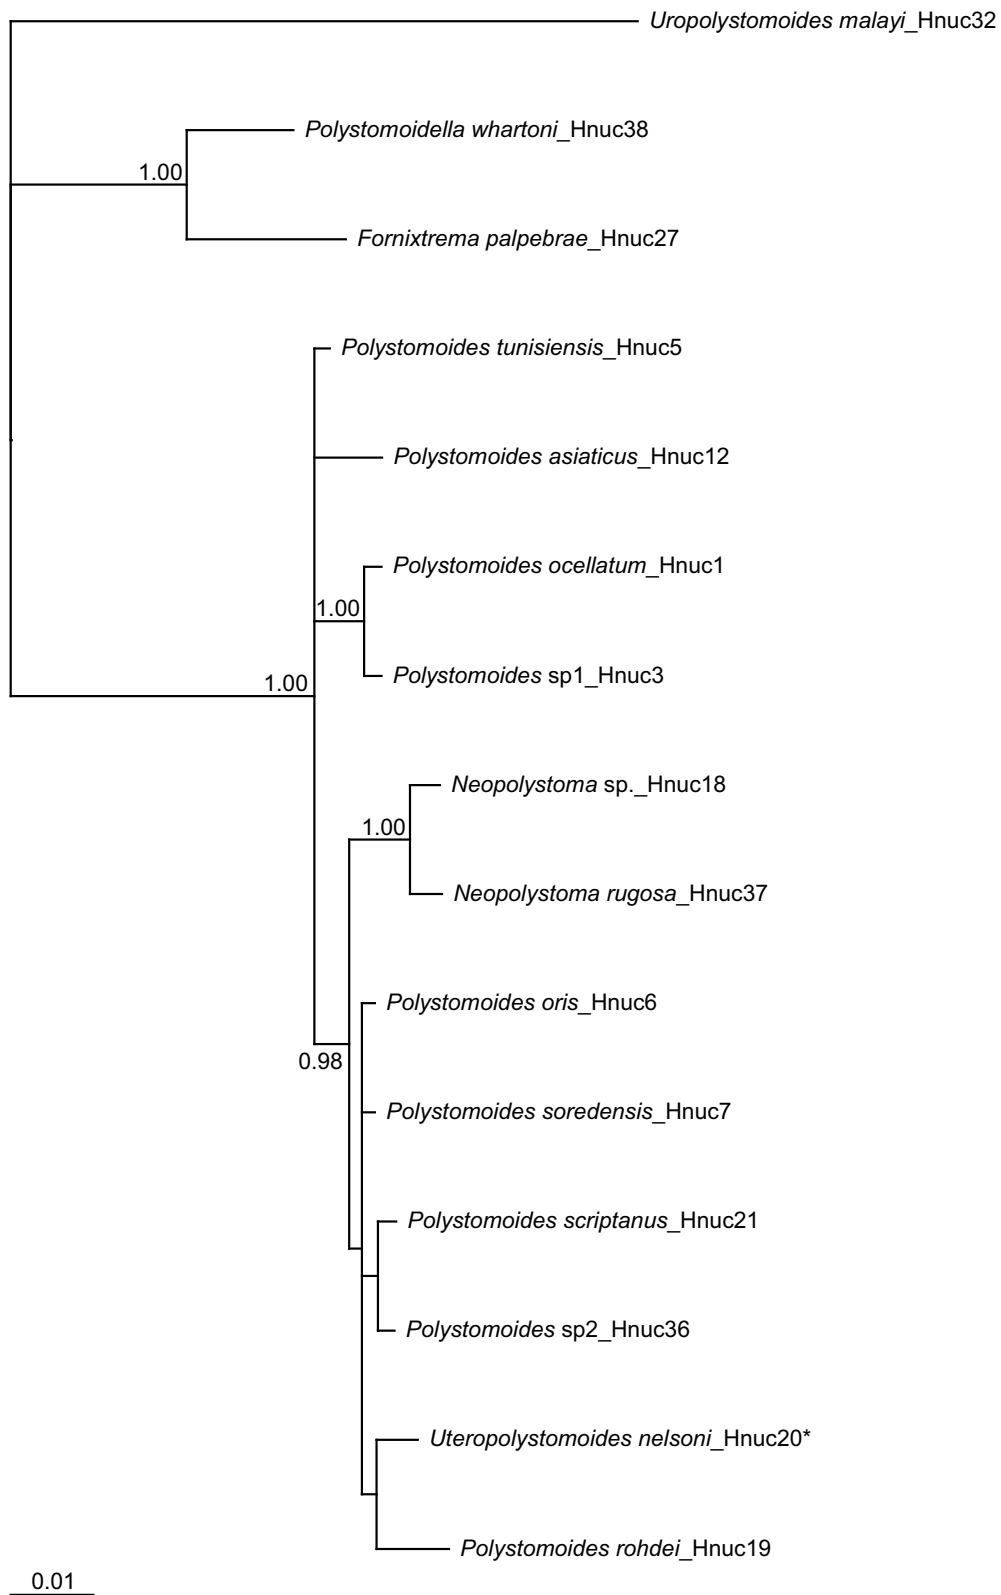 Uropolystomoides malayi_Hnuc32
Polystomoidella whartoni_Hnuc38
1.00
Fornixtrema palpebrae_Hnuc27
Polystomoides tunisiensis_Hnuc5
Polystomoides asiaticus_Hnuc12
Polystomoides ocellatum_Hnuc1
1.00
Polystomoides sp1_Hnuc3
1.00
Neopolystoma sp._Hnuc18
1.00
Neopolystoma rugosa_Hnuc37
Polystomoides oris_Hnuc6
0.98
Polystomoides soredensis_Hnuc7
Polystomoides scriptanus_Hnuc21
Polystomoides sp2_Hnuc36
Uteropolystomoides nelsoni_Hnuc20*
Polystomoides rohdei_Hnuc19
0.01